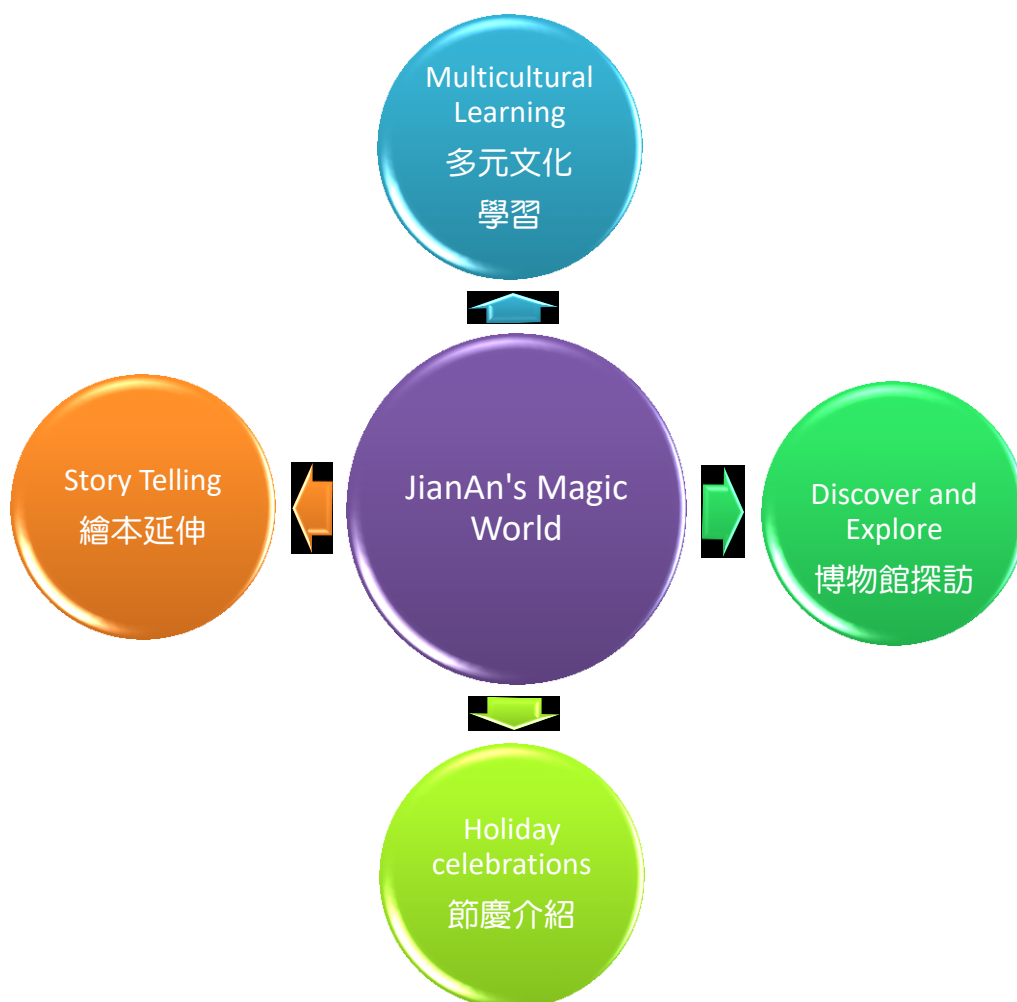 Multicultural
Learning
多元文化
學習
Story Telling
繪本延伸
JianAn's Magic
World
Discover and
Explore
博物館探訪
Holiday
celebrations
節慶介紹